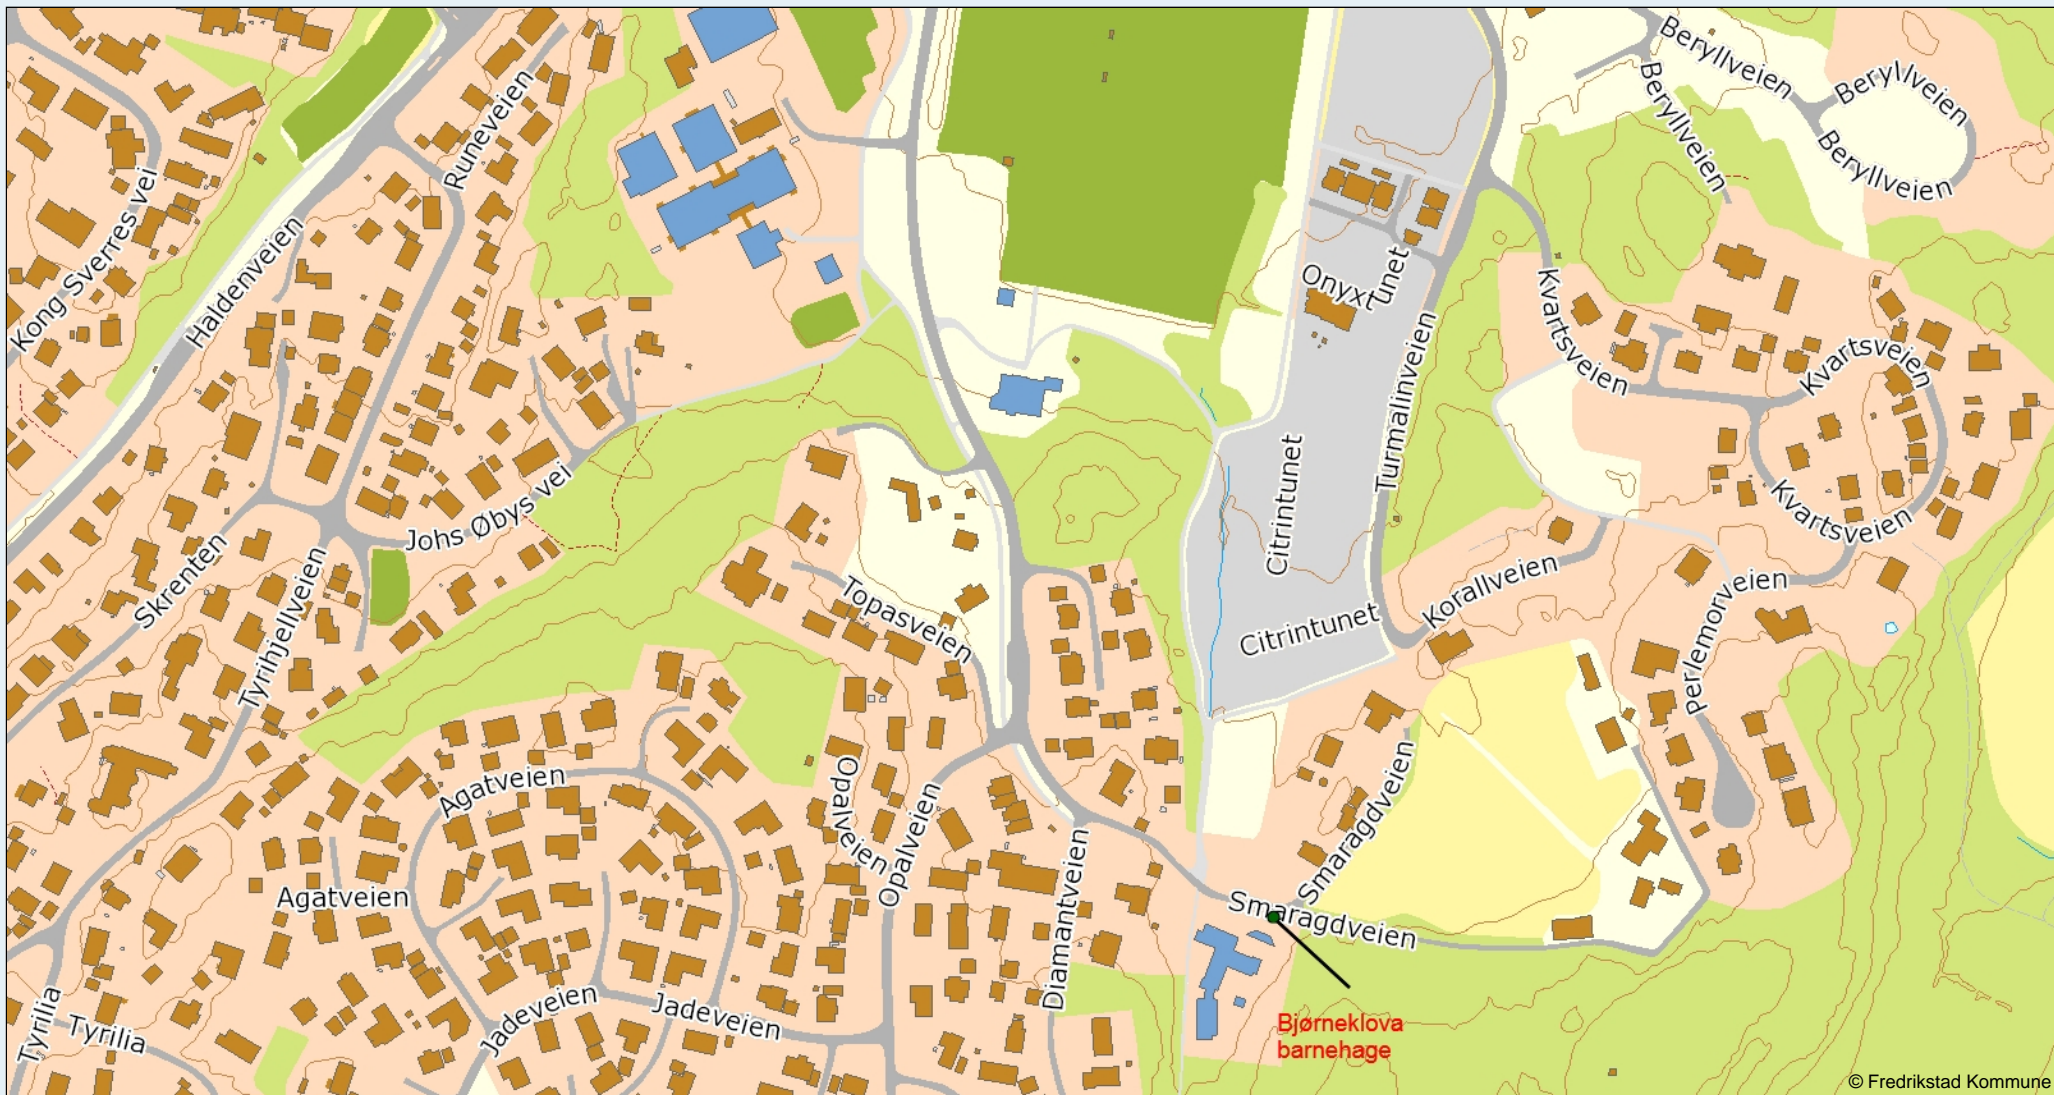 Beryllveien
Beryllveien
Beryllveien
Beryllveien
Runeveien
Kong Sverres vei
Haldenveien
Onyxtunet
Kvartsveien
Turmalinveien
Kvartsveien
Citrintunet
Kvartsveien
Johs Øbys vei
Skrenten
Tyrihjellveien
Topasveien
Korallveien
Citrintunet
Perlemorveien
Agatveien
Opalveien
Opalveien
Smaragdveien
Agatveien
Diamantveien
Smaragdveien
Jadeveien
Jadeveien
Tyrilia
Tyrilia
Bjørneklova
barnehage
© Fredrikstad Kommune